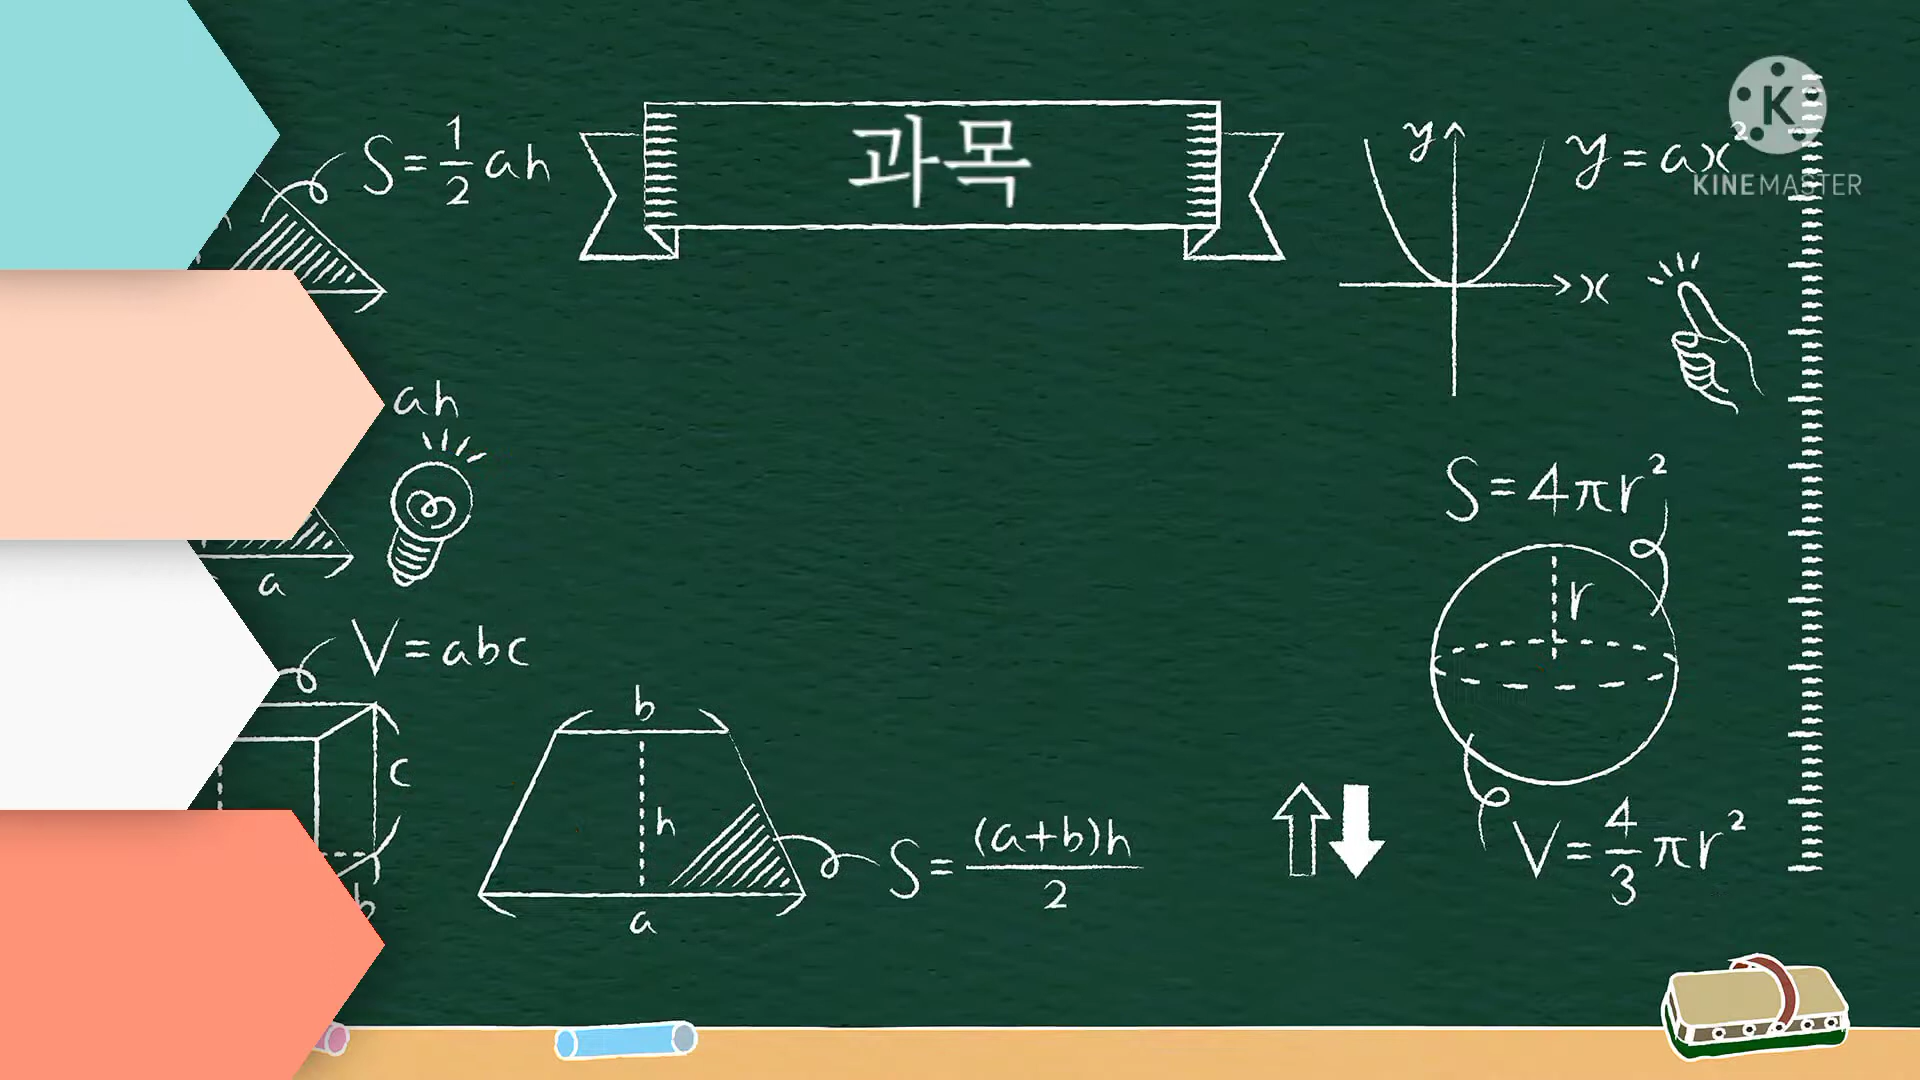 과목
S=1/2ah
y
y=ax²
KINEMASTER
x
ah
S=4πr²
r
a
V=abc
b
c
h
S=(a+b)h/2
a
V=4/3πr²
b